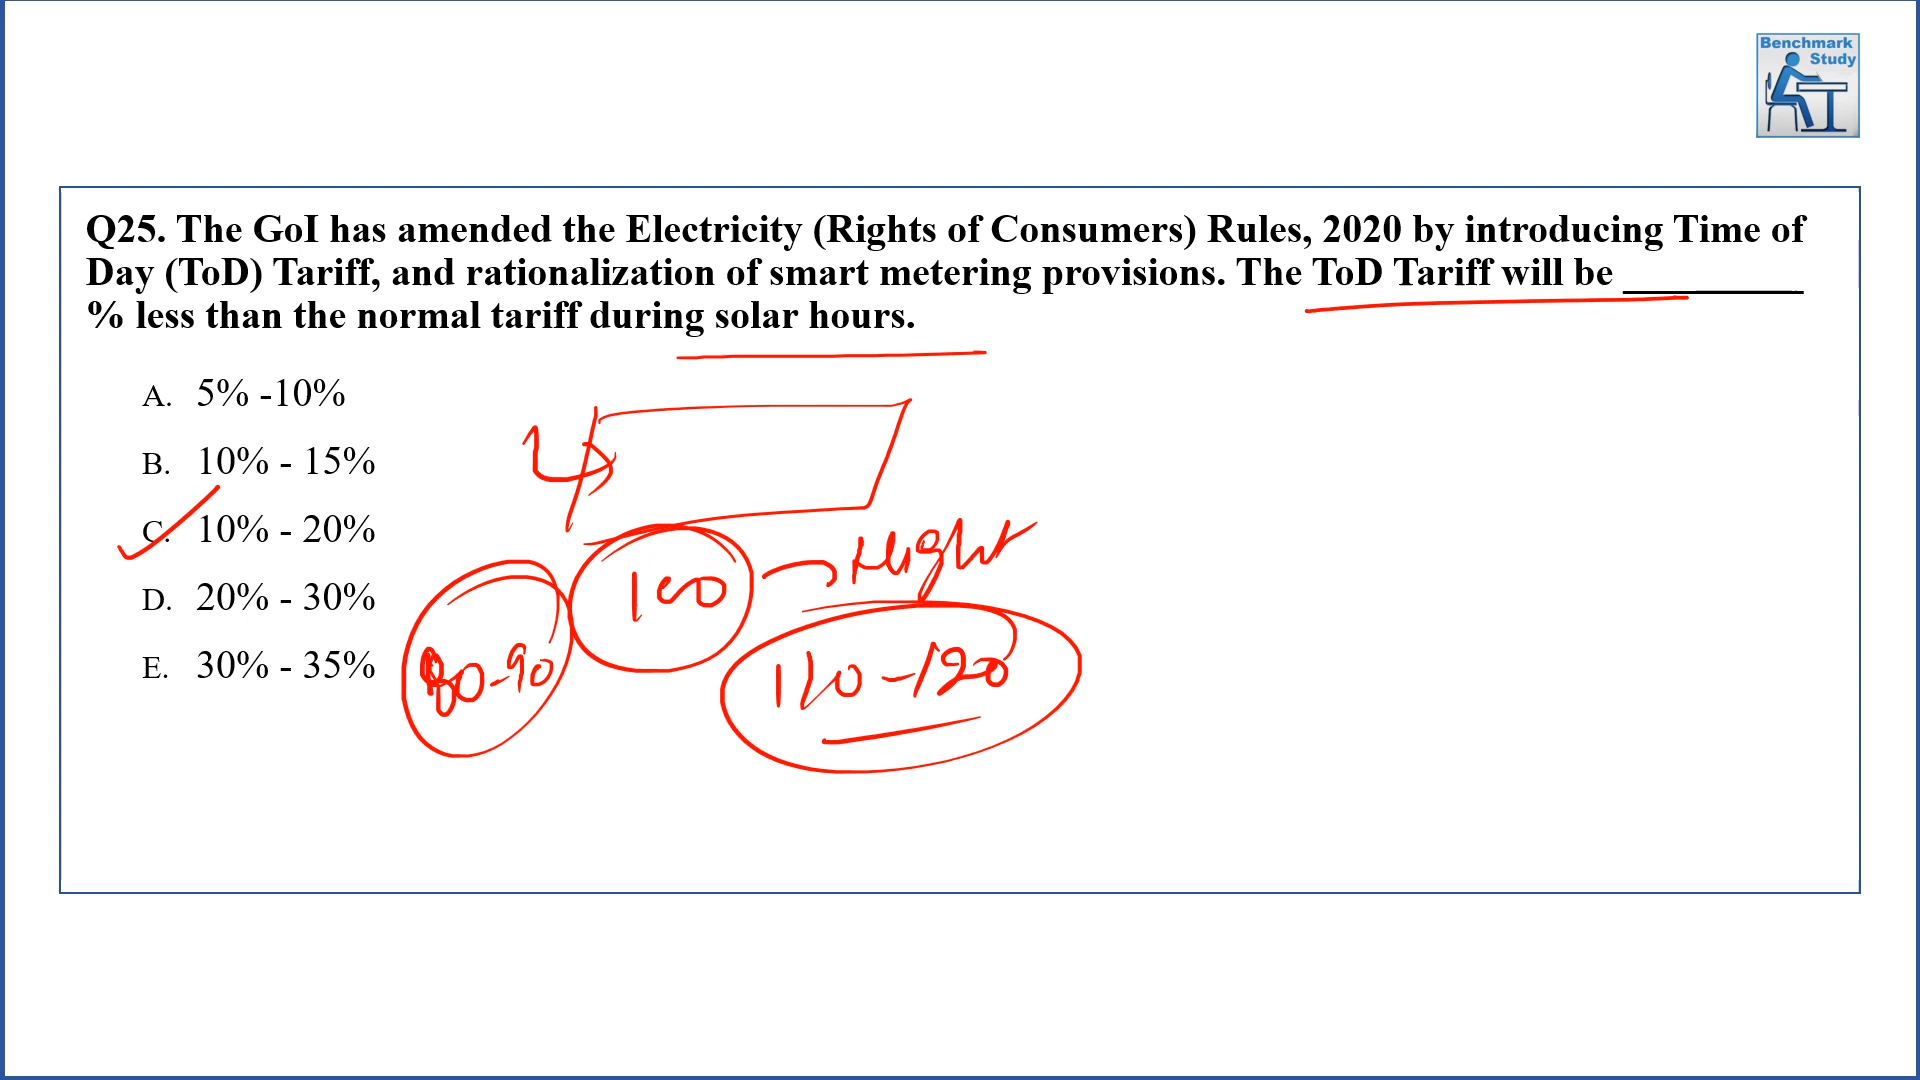 Benchmark
Study
Q25. The GoI has amended the Electricity (Rights of Consumers) Rules, 2020 by introducing Time of
Day (ToD) Tariff, and rationalization of smart metering provisions. The ToD Tariff will be _________
% less than the normal tariff during solar hours.
A. 5% -10%
B. 10% - 15%
C. 10% - 20%
D. 20% - 30%
E. 30% - 35%
100
Night
80-90
110-120